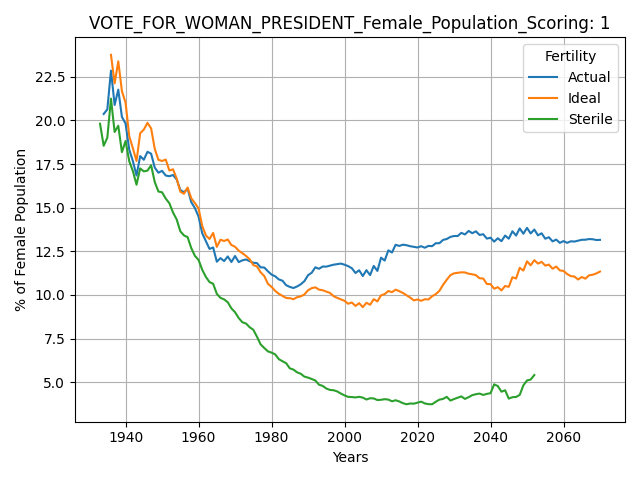 VOTE_FOR_WOMAN_PRESIDENT_Female_Population_Scoring: 1
Fertility
Actual
Ideal
Sterile
% of Female Population
22.5
20.0
17.5
15.0
12.5
10.0
7.5
5.0
1940 1960 1980 2000 2020 2040 2060
Years